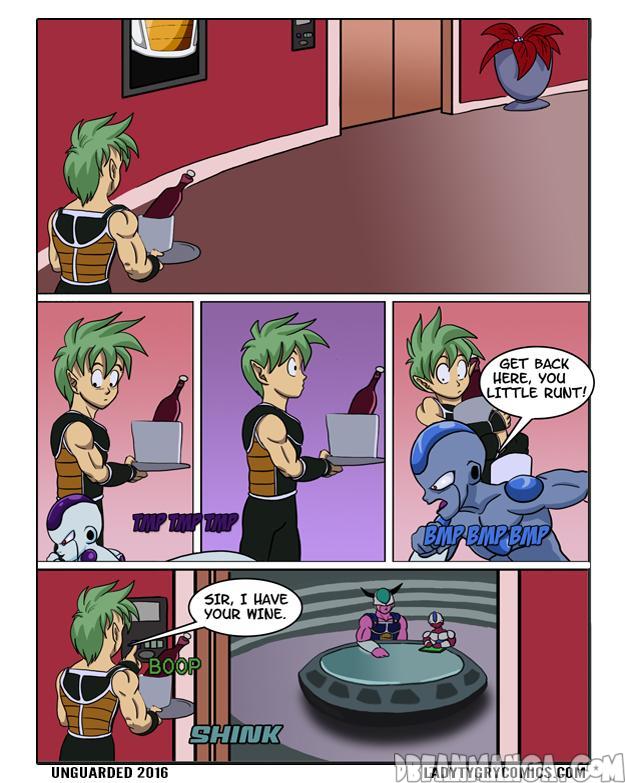 GET BACK
HERE, YOU
LITTLE RUNT!
TMP TMP TMP
BMP BMP BMP
SIR, I HAVE
YOUR WINE.
BOOP
SHINK
UNGUARDED 2016
LADYTYGRYCOMICS.COM
DBFANMANGA.COM